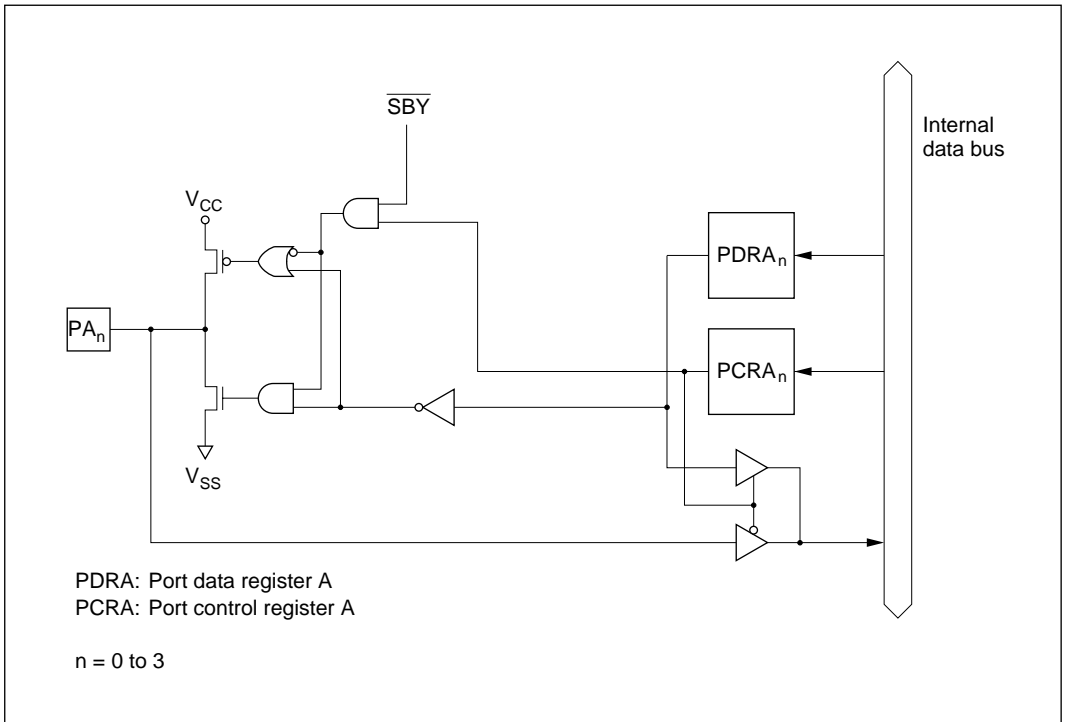 S̅B̅Y̅
Internal
data bus
VCC
PDRAn
PAn
PCRAn
VSS
PDRA: Port data register A
PCRA: Port control register A
n = 0 to 3